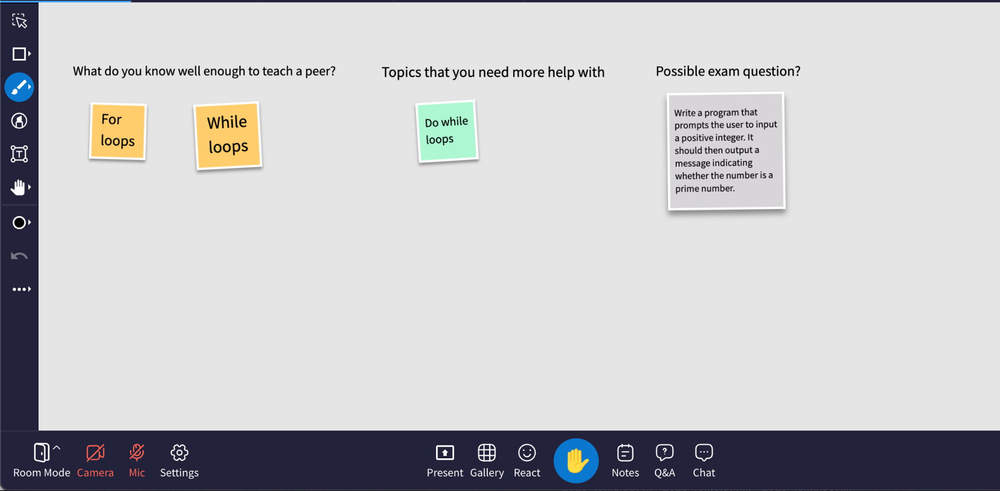 What do you know well enough to teach a peer?
For
loops
While
loops
Topics that you need more help with
Do while
loops
Possible exam question?
Write a program that
prompts the user to input
a positive integer. It
should then output a
message indicating
whether the number is a
prime number.
Room Mode
Camera
Mic
Settings
Present
Gallery
React
Notes
Q&A
Chat